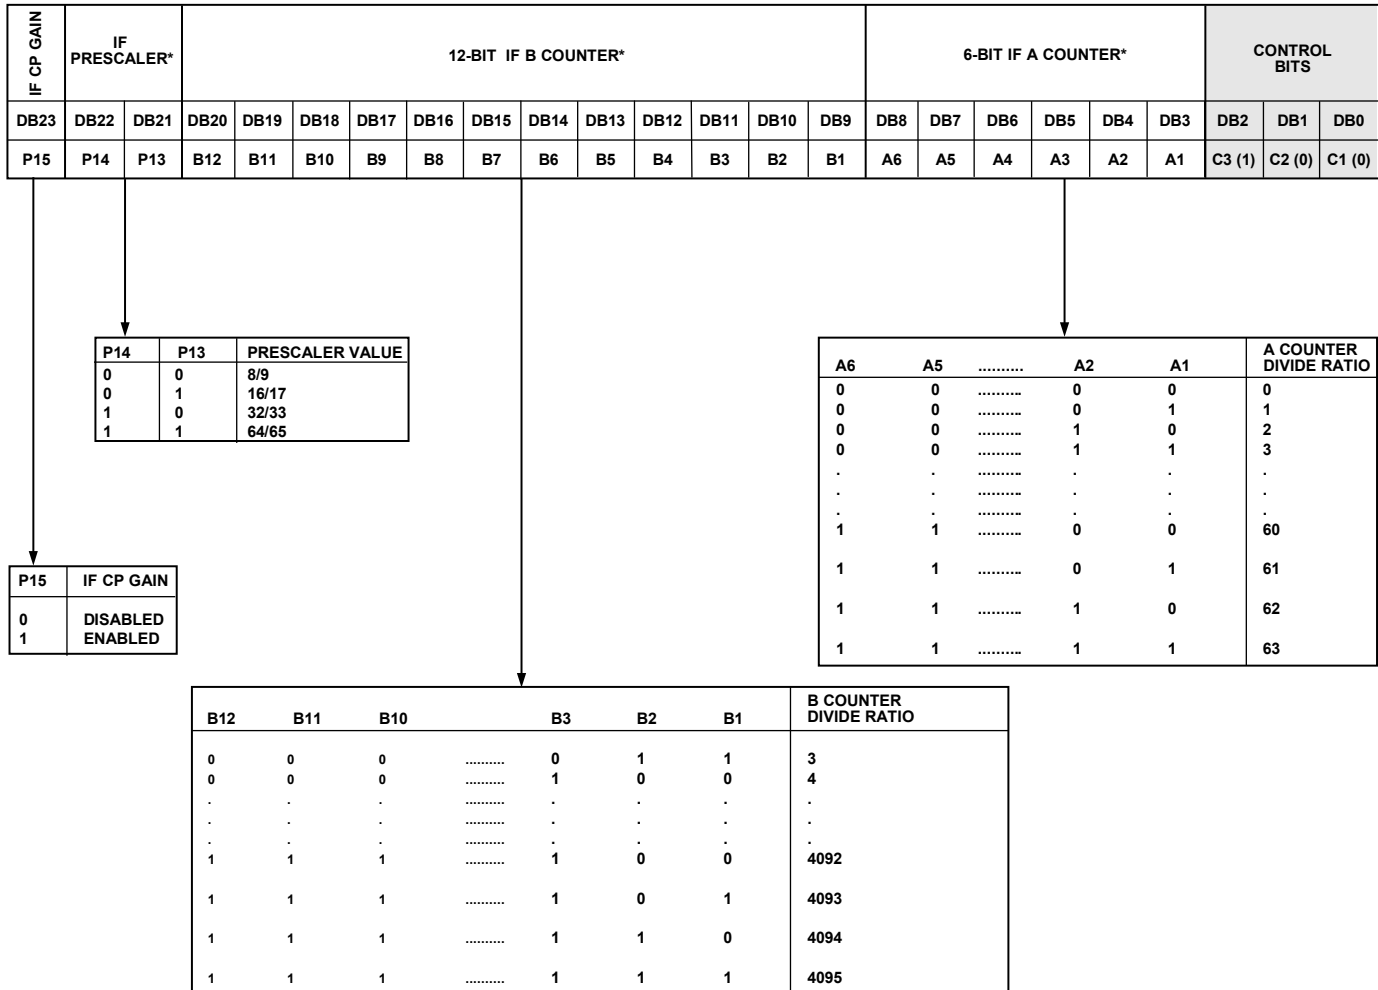 IF CP GAIN
IF PRESCALER*
12-BIT IF B COUNTER*
6-BIT IF A COUNTER*
CONTROL BITS
DB23 DB22 DB21 DB20 DB19 DB18 DB17 DB16 DB15 DB14 DB13 DB12 DB11 DB10 DB9 DB8 DB7 DB6 DB5 DB4 DB3 DB2 DB1 DB0
P15 P14 P13 B12 B11 B10 B9 B8 B7 B6 B5 B4 B3 B2 B1 A6 A5 A4 A3 A2 A1 C3 (1) C2 (0) C1 (0)
P14 P13 PRESCALER VALUE
0 0 8/9
0 1 16/17
1 0 32/33
1 1 64/65
A6 A5 .......... A2 A1 A COUNTER DIVIDE RATIO
0 0 .......... 0 0 0
0 0 .......... 0 1 1
0 0 .......... 1 0 2
0 0 .......... 1 1 3
. . .......... . . .
. . .......... . . .
. . .......... . . .
1 1 .......... 0 0 60
1 1 .......... 0 1 61
1 1 .......... 1 0 62
1 1 .......... 1 1 63
P15 IF CP GAIN
0 DISABLED
1 ENABLED
B12 B11 B10 B3 B2 B1 B COUNTER DIVIDE RATIO
0 0 0 .......... 0 1 1 3
0 0 0 .......... 1 0 0 4
. . . .......... . . . .
. . . .......... . . . .
. . . .......... . . . .
1 1 1 .......... 1 0 0 4092
1 1 1 .......... 1 0 1 4093
1 1 1 .......... 1 1 0 4094
1 1 1 .......... 1 1 1 4095